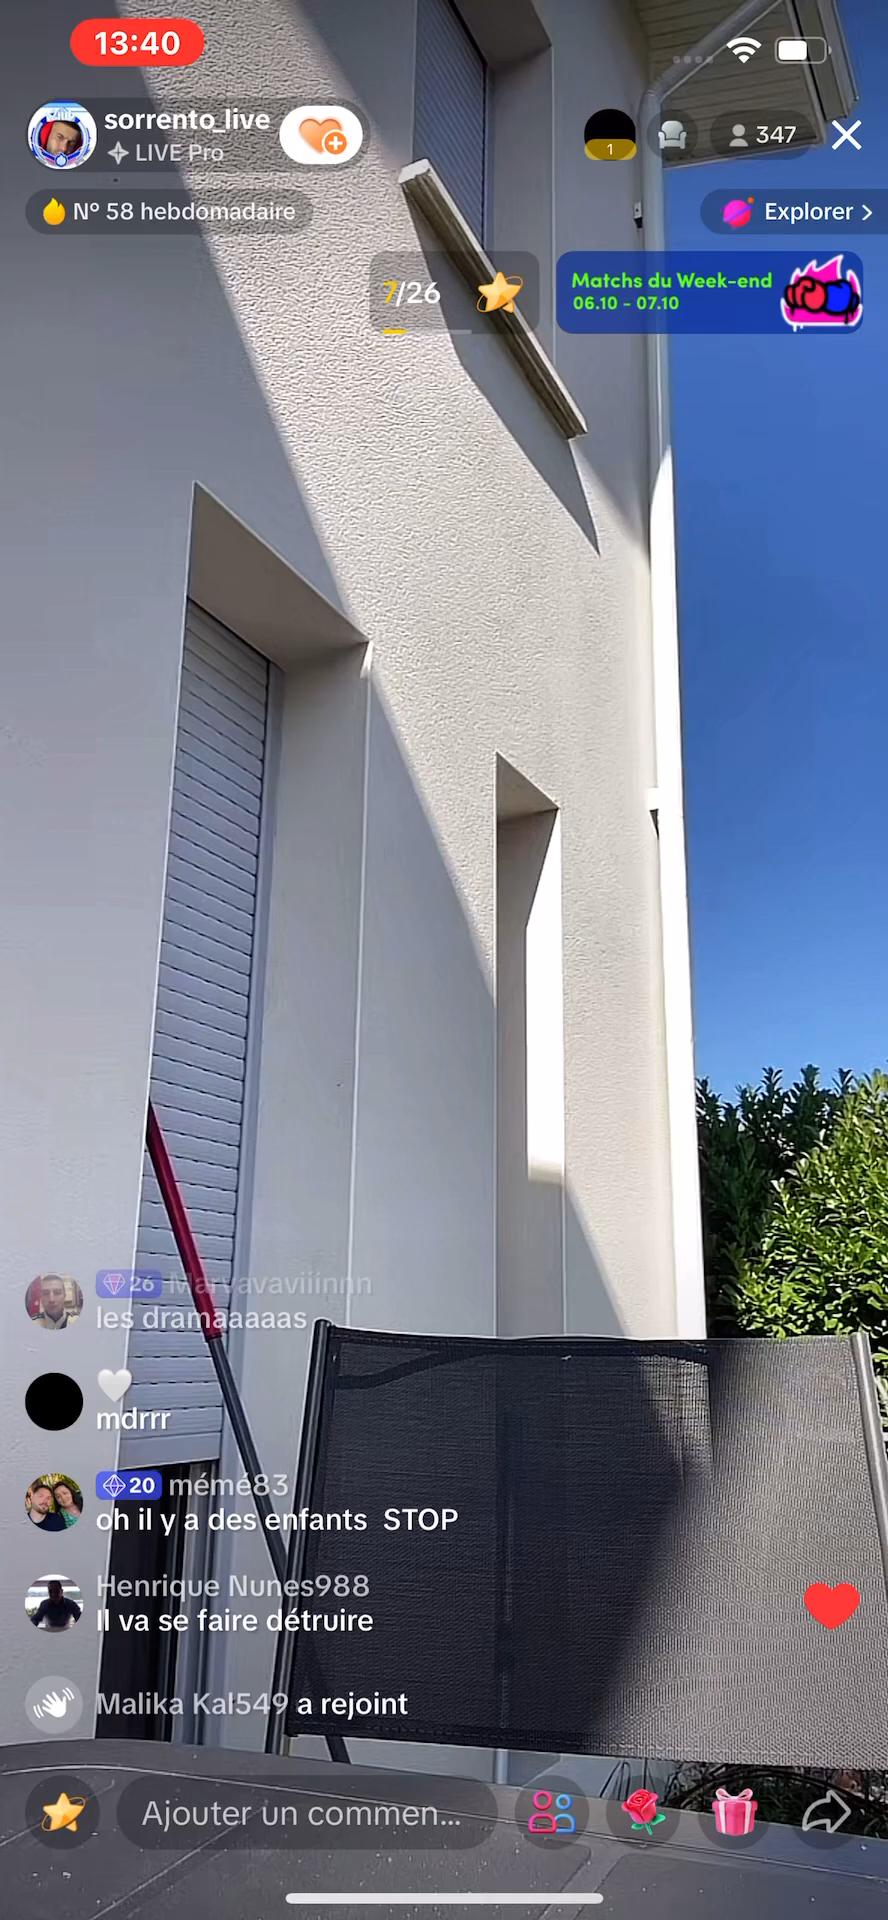 13:40
sorrento_live
LIVE Pro
1
347
N° 58 hebdomadaire
Explorer >
7/26
Matchs du Week-end
06.10 - 07.10
26 Marvavaviiinnn
les dramaaaaas
🤍
mdrrr
20 mémé83
oh il y a des enfants STOP
Henrique Nunes988
Il va se faire détruire
Malika Kal549 a rejoint
Ajouter un commen...